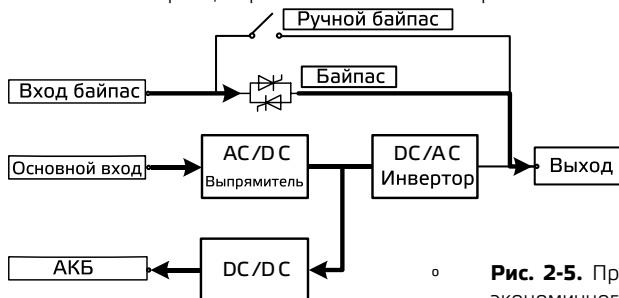 Ручной байпас
Байпас
Вход байпас
AC/DC
Выпрямитель
DC/AC
Инвертор
Основной вход
Выход
АКБ
DC/DC
Рис. 2-5.